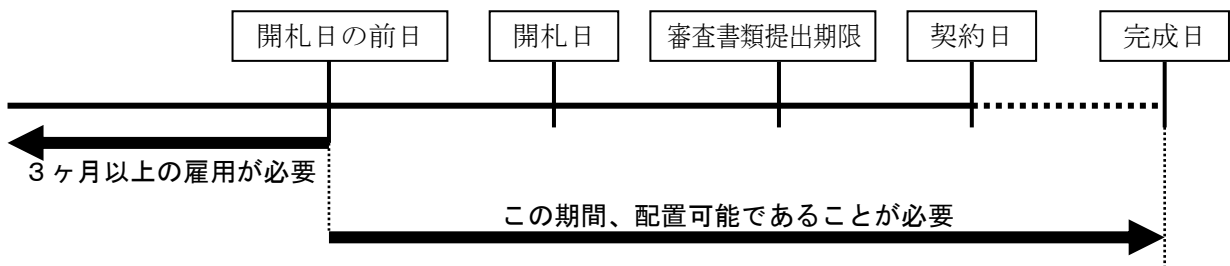 開札日の前日
開札日
審査書類提出期限
契約日
完成日
３ヶ月以上の雇用が必要
この期間、配置可能であることが必要